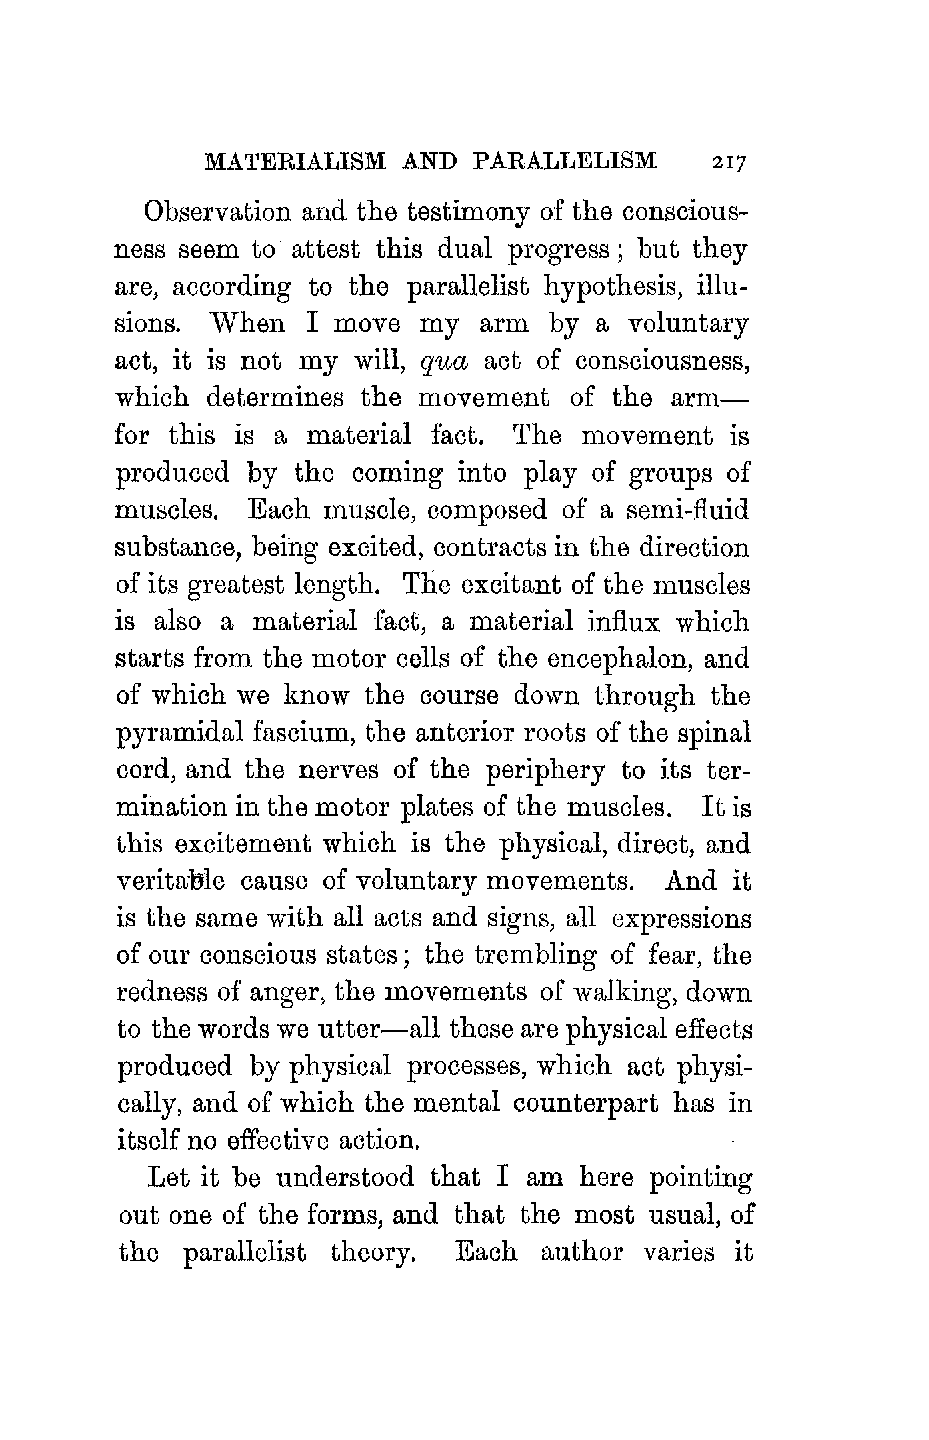 MATERIALISM AND PARALLELISM 217
Observation and the testimony of the conscious-
ness seem to attest this dual progress; but they
are, according to the parallelist hypothesis, illu-
sions. When I move my arm by a voluntary
act, it is not my will, qua act of consciousness,
which determines the movement of the arm—
for this is a material fact. The movement is
produced by the coming into play of groups of
muscles. Each muscle, composed of a semi-fluid
substance, being excited, contracts in the direction
of its greatest length. The excitant of the muscles
is also a material fact, a material influx which
starts from the motor cells of the encephalon, and
of which we know the course down through the
pyramidal fascium, the anterior roots of the spinal
cord, and the nerves of the periphery to its ter-
mination in the motor plates of the muscles. It is
this excitement which is the physical, direct, and
veritable cause of voluntary movements. And it
is the same with all acts and signs, all expressions
of our conscious states; the trembling of fear, the
redness of anger, the movements of walking, down
to the words we utter—all these are physical effects
produced by physical processes, which act physi-
cally, and of which the mental counterpart has in
itself no effective action.
Let it be understood that I am here pointing
out one of the forms, and that the most usual, of
the parallelist theory. Each author varies it